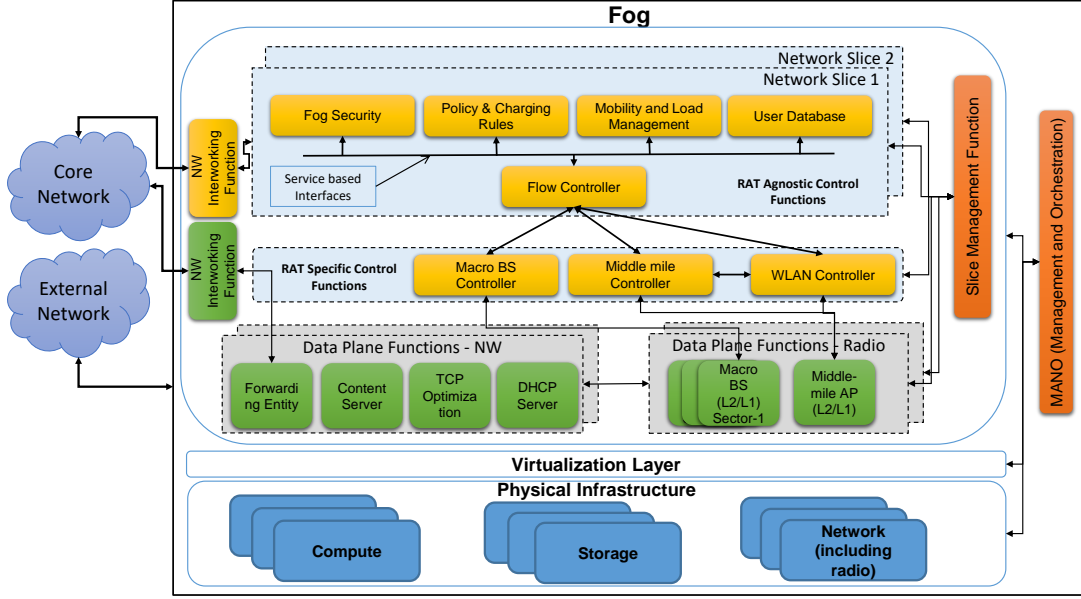 Fog
Network Slice 2
Network Slice 1
Fog Security
Policy & Charging
Rules
Mobility and Load
Management
User Database
Service based
Interfaces
Flow Controller
RAT Agnostic Control
Functions
NW
Interworking
Function
Core
Network
NW
Interworking
Function
External
Network
RAT Specific Control
Functions
Macro BS
Controller
Middle mile
Controller
WLAN Controller
Data Plane Functions - NW
Forwardi
ng Entity
Content
Server
TCP
Optimiza
tion
DHCP
Server
Data Plane Functions - Radio
Macro
BS
(L2/L1)
Sector-1
Middle-
mile AP
(L2/L1)
Slice Management Function
MANO (Management and Orchestration)
Virtualization Layer
Physical Infrastructure
Compute
Storage
Network
(including
radio)